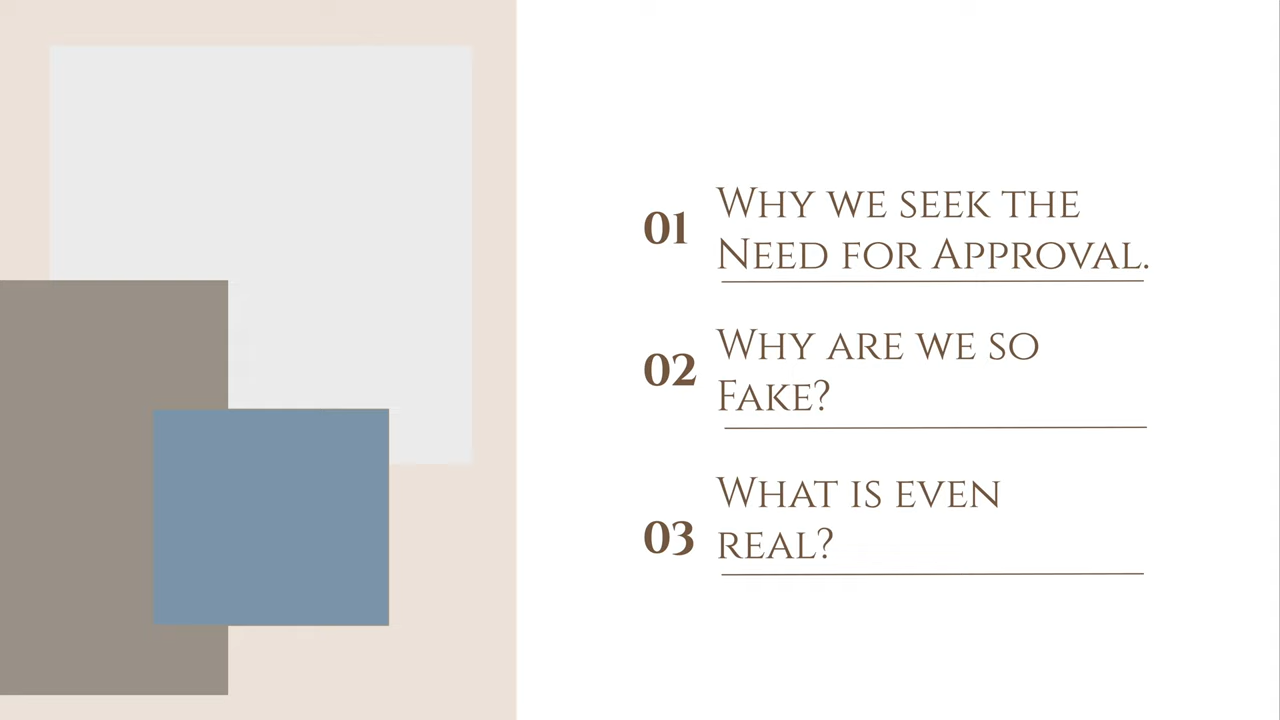 01
Why we seek the
Need for Approval.
02
Why are we so
Fake?
03
What is even
real?